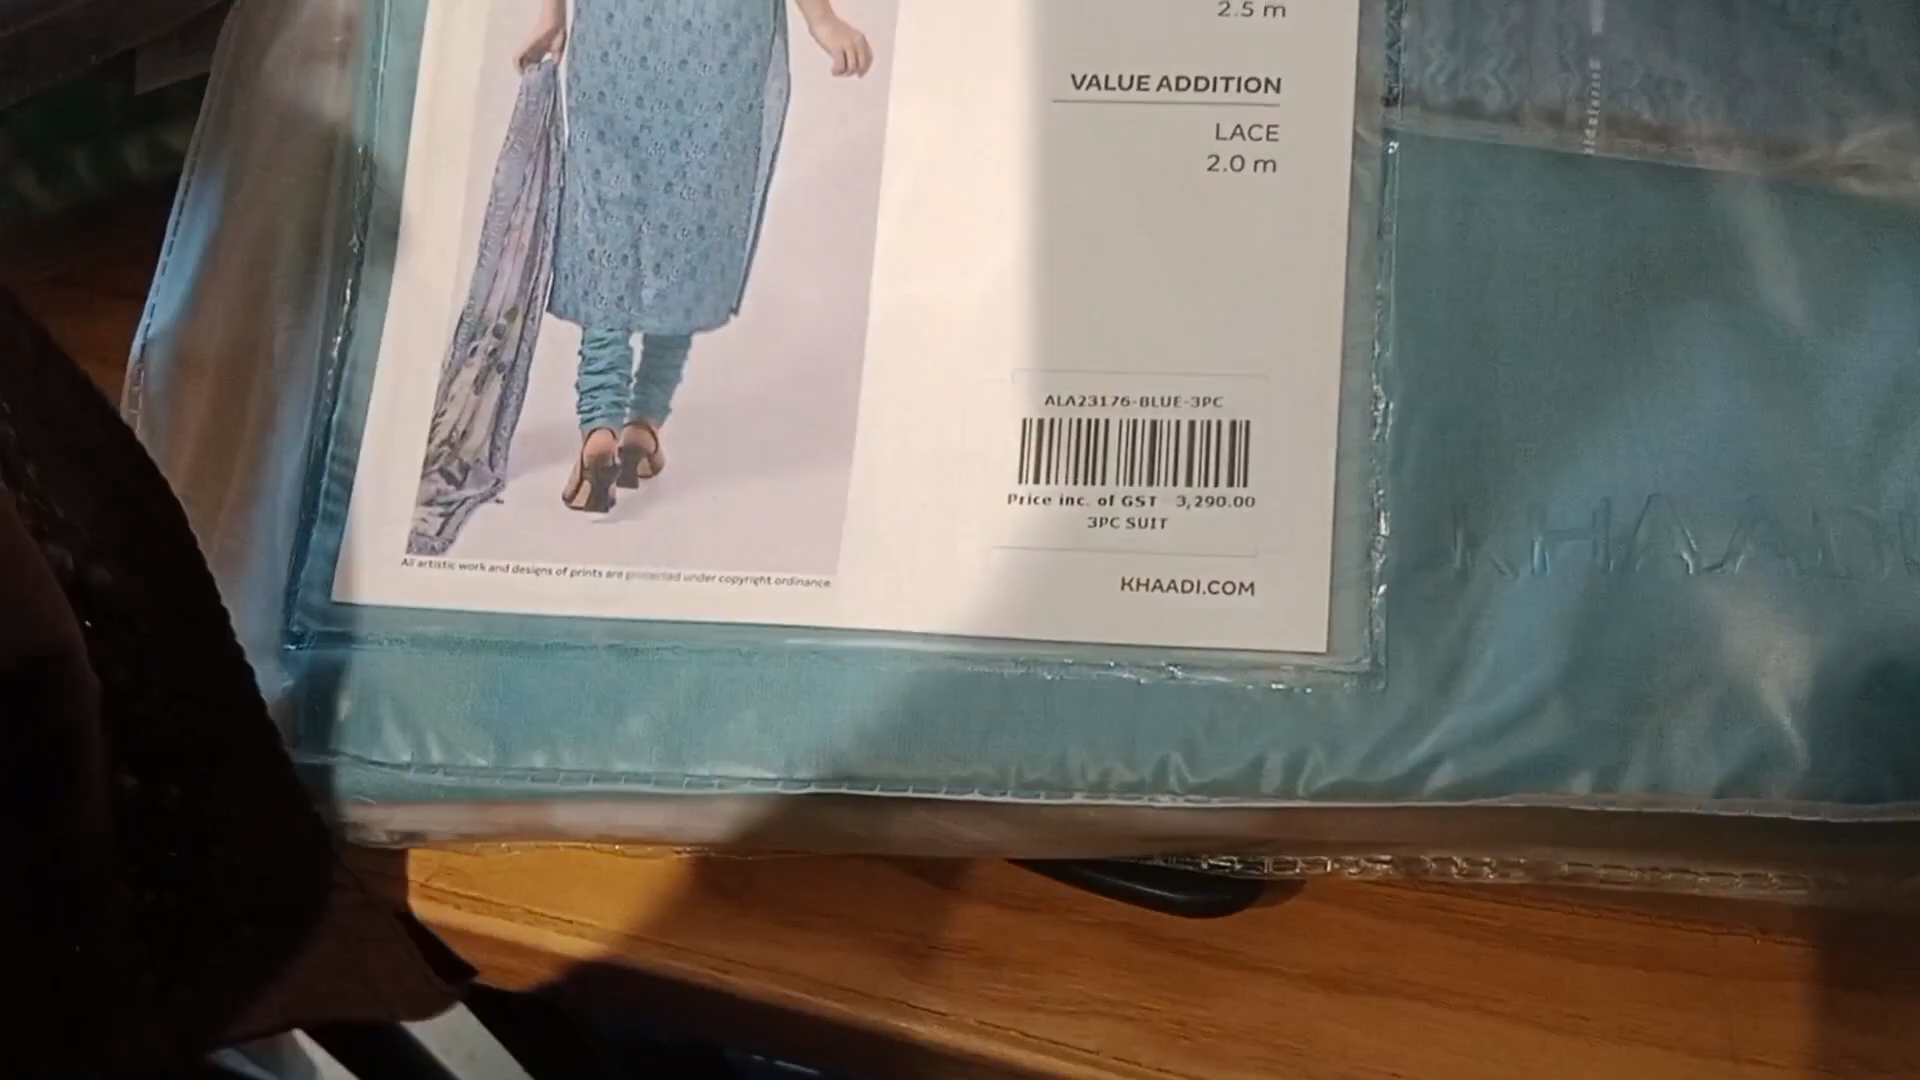 2.5 m
VALUE ADDITION
LACE
2.0 m
ALA23176-BLUE-3PC
Price inc. of GST 3,290.00
3PC SUIT
KHAADI.COM
All artistic work and designs of prints are protected under copyright ordinance.
KHAADI